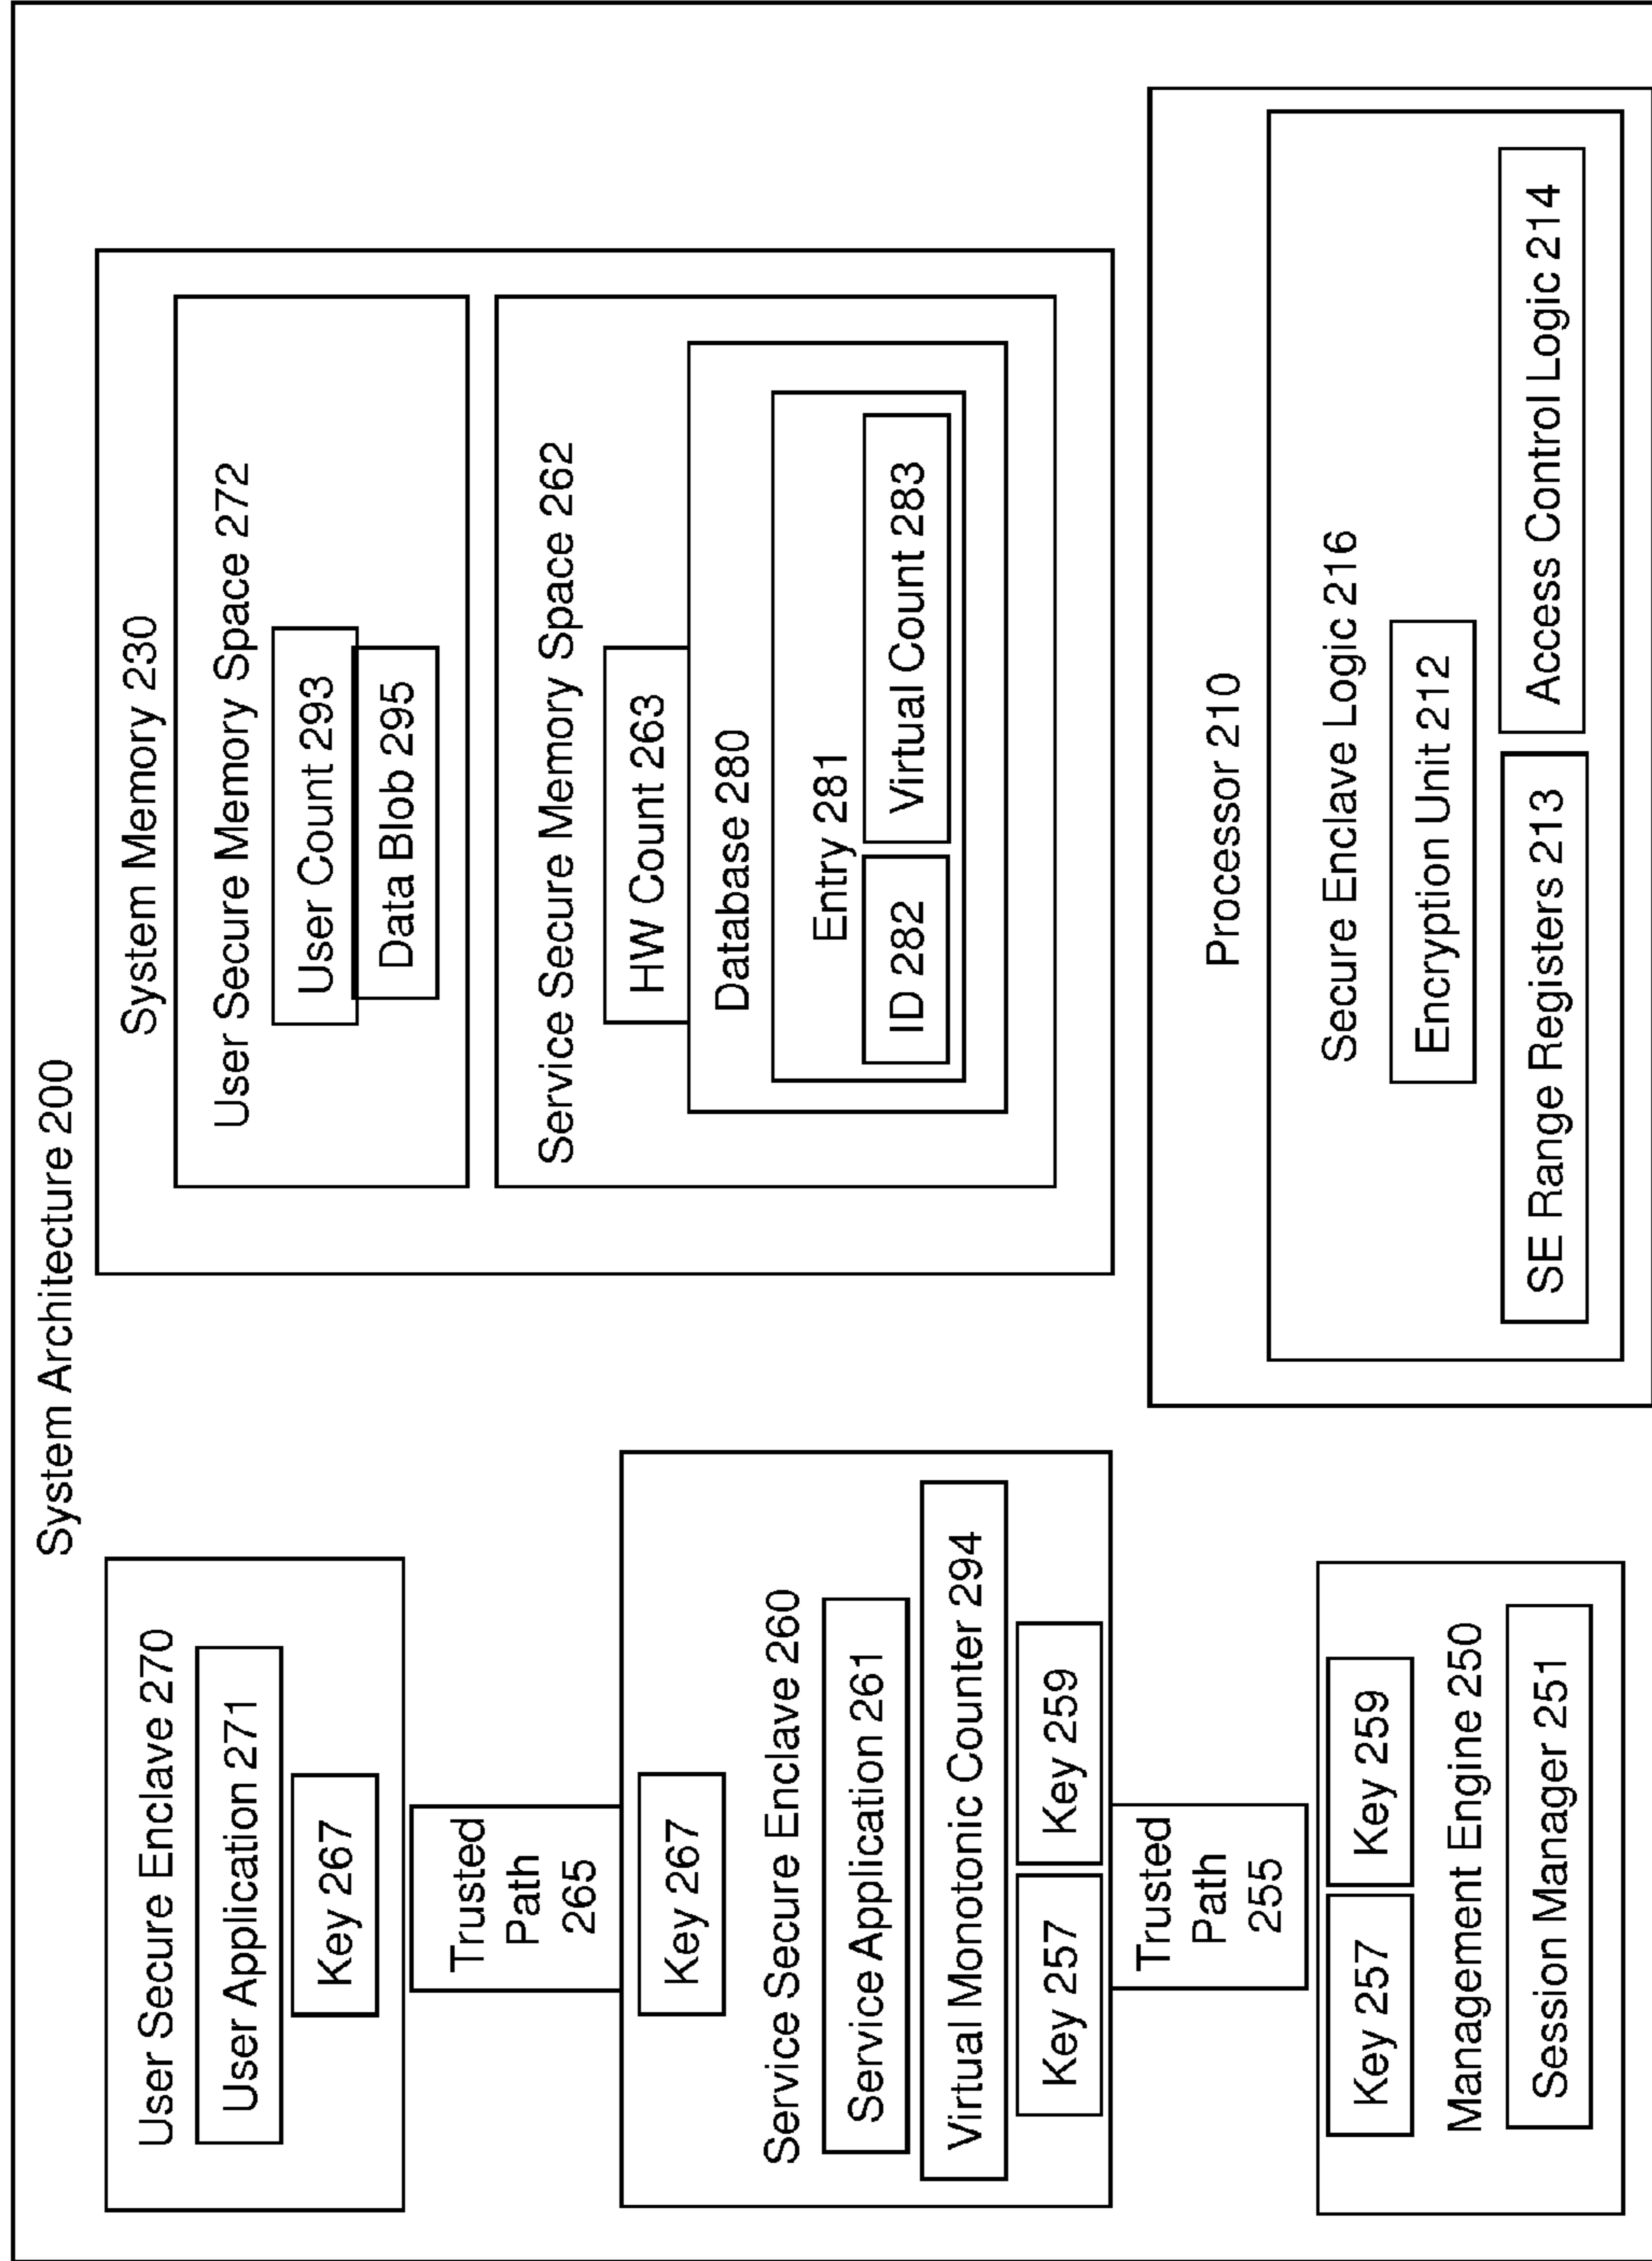 System Architecture 200
User Secure Enclave 270
User Application 271
Key 267
Trusted
Path
265
Key 267
Service Secure Enclave 260
Service Application 261
Virtual Monotonic Counter 294
Key 257
Key 259
Trusted
Path
255
Key 257
Key 259
Management Engine 250
Session Manager 251
System Memory 230
User Secure Memory Space 272
User Count 293
Data Blob 295
Service Secure Memory Space 262
HW Count 263
Database 280
Entry 281
ID 282
Virtual Count 283
Processor 210
Secure Enclave Logic 216
Encryption Unit 212
SE Range Registers 213
Access Control Logic 214